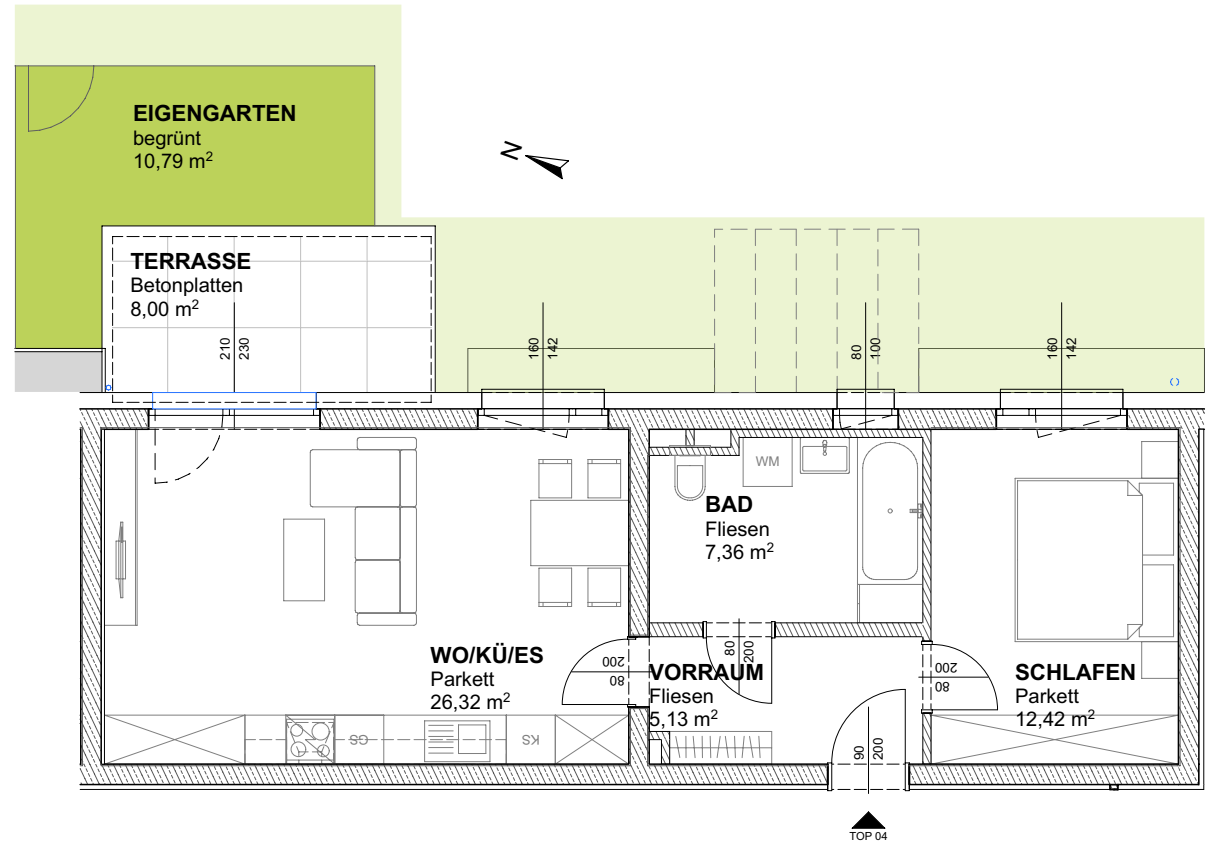 EIGENGARTEN
begrünt
10,79 m²
N
TERRASSE
Betonplatten
8,00 m²
210
230
160
142
80
100
160
142
WM
BAD
Fliesen
7,36 m²
WO/KÜ/ES
Parkett
26,32 m²
200
80
VORRAUM
Fliesen
5,13 m²
80
200
200
80
SCHLAFEN
Parkett
12,42 m²
GS
KS
90
200
TOP 04